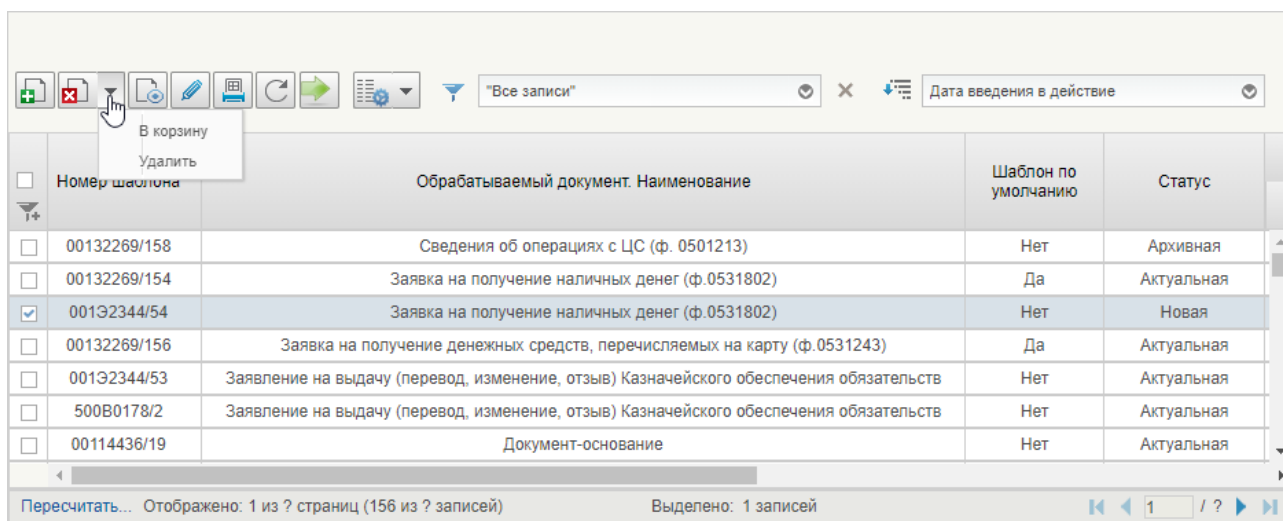 "Все записи"
Дата введения в действие
В корзину
Удалить
Номер шаблона
Обрабатываемый документ. Наименование
Шаблон по
умолчанию
Статус
00132269/158 Сведения об операциях с ЦС (ф. 0501213) Нет Архивная
00132269/154 Заявка на получение наличных денег (ф.0531802) Да Актуальная
001Э2344/54 Заявка на получение наличных денег (ф.0531802) Нет Новая
00132269/156 Заявка на получение денежных средств, перечисляемых на карту (ф.0531243) Да Актуальная
001Э2344/53 Заявление на выдачу (перевод, изменение, отзыв) Казначейского обеспечения обязательств Нет Актуальная
500В0178/2 Заявление на выдачу (перевод, изменение, отзыв) Казначейского обеспечения обязательств Нет Актуальная
00114436/19 Документ-основание Нет Актуальная
Пересчитать... Отображено: 1 из ? страниц (156 из ? записей) Выделено: 1 записей 1 / ?